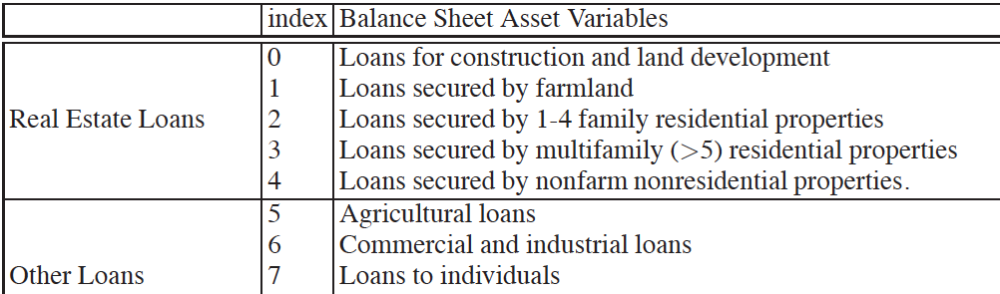 index Balance Sheet Asset Variables
0 Loans for construction and land development
1 Loans secured by farmland
Real Estate Loans 2 Loans secured by 1-4 family residential properties
3 Loans secured by multifamily (>5) residential properties
4 Loans secured by nonfarm nonresidential properties.
5 Agricultural loans
6 Commercial and industrial loans
Other Loans 7 Loans to individuals